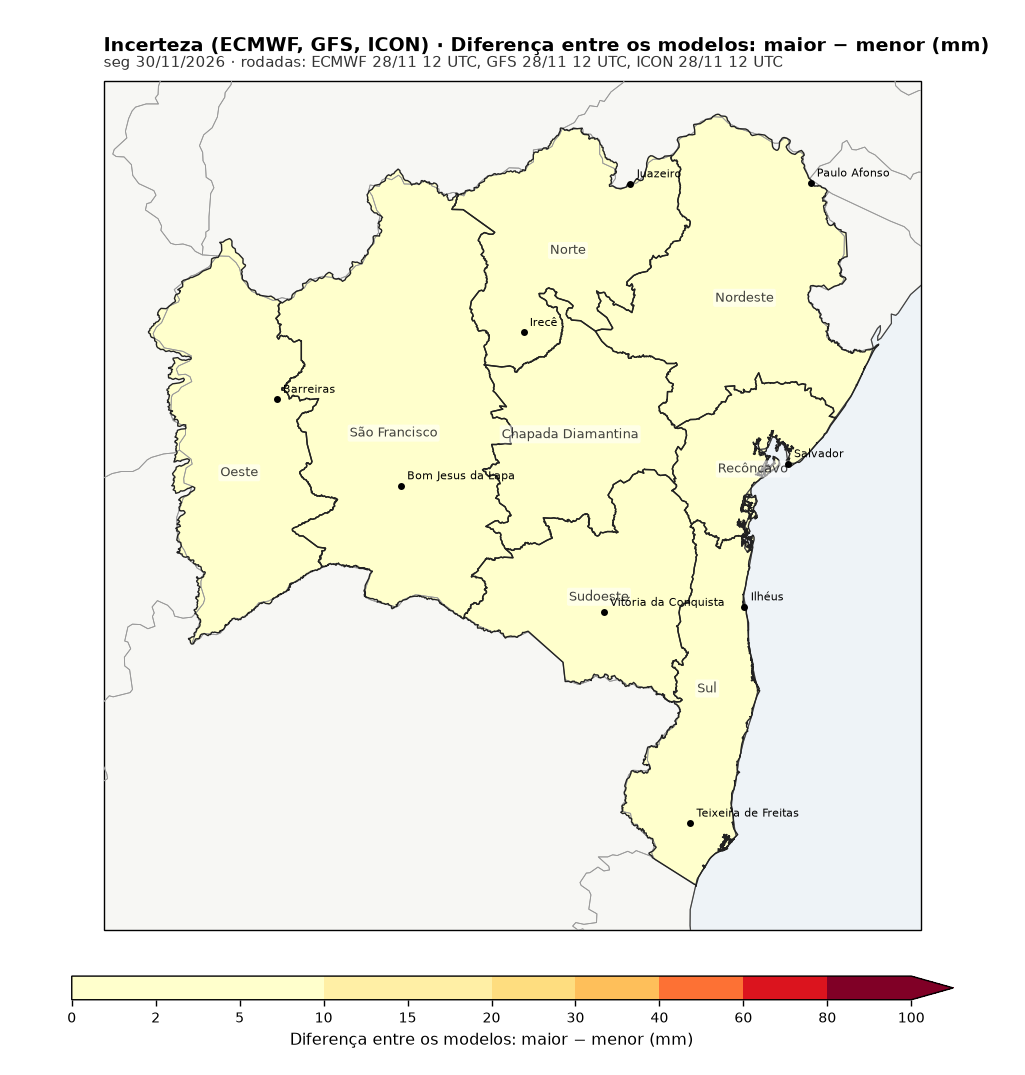 Incerteza (ECMWF, GFS, ICON) · Diferença entre os modelos: maior − menor (mm)
seg 30/11/2026 · rodadas: ECMWF 28/11 12 UTC, GFS 28/11 12 UTC, ICON 28/11 12 UTC
Juazeiro
Paulo Afonso
Norte
Nordeste
Irecê
Barreiras
São Francisco
Chapada Diamantina
Salvador
Recôncavo
Oeste
Bom Jesus da Lapa
Sudoeste
Vitória da Conquista
Ilhéus
Sul
Teixeira de Freitas
0 2 5 10 15 20 30 40 60 80 100
Diferença entre os modelos: maior − menor (mm)